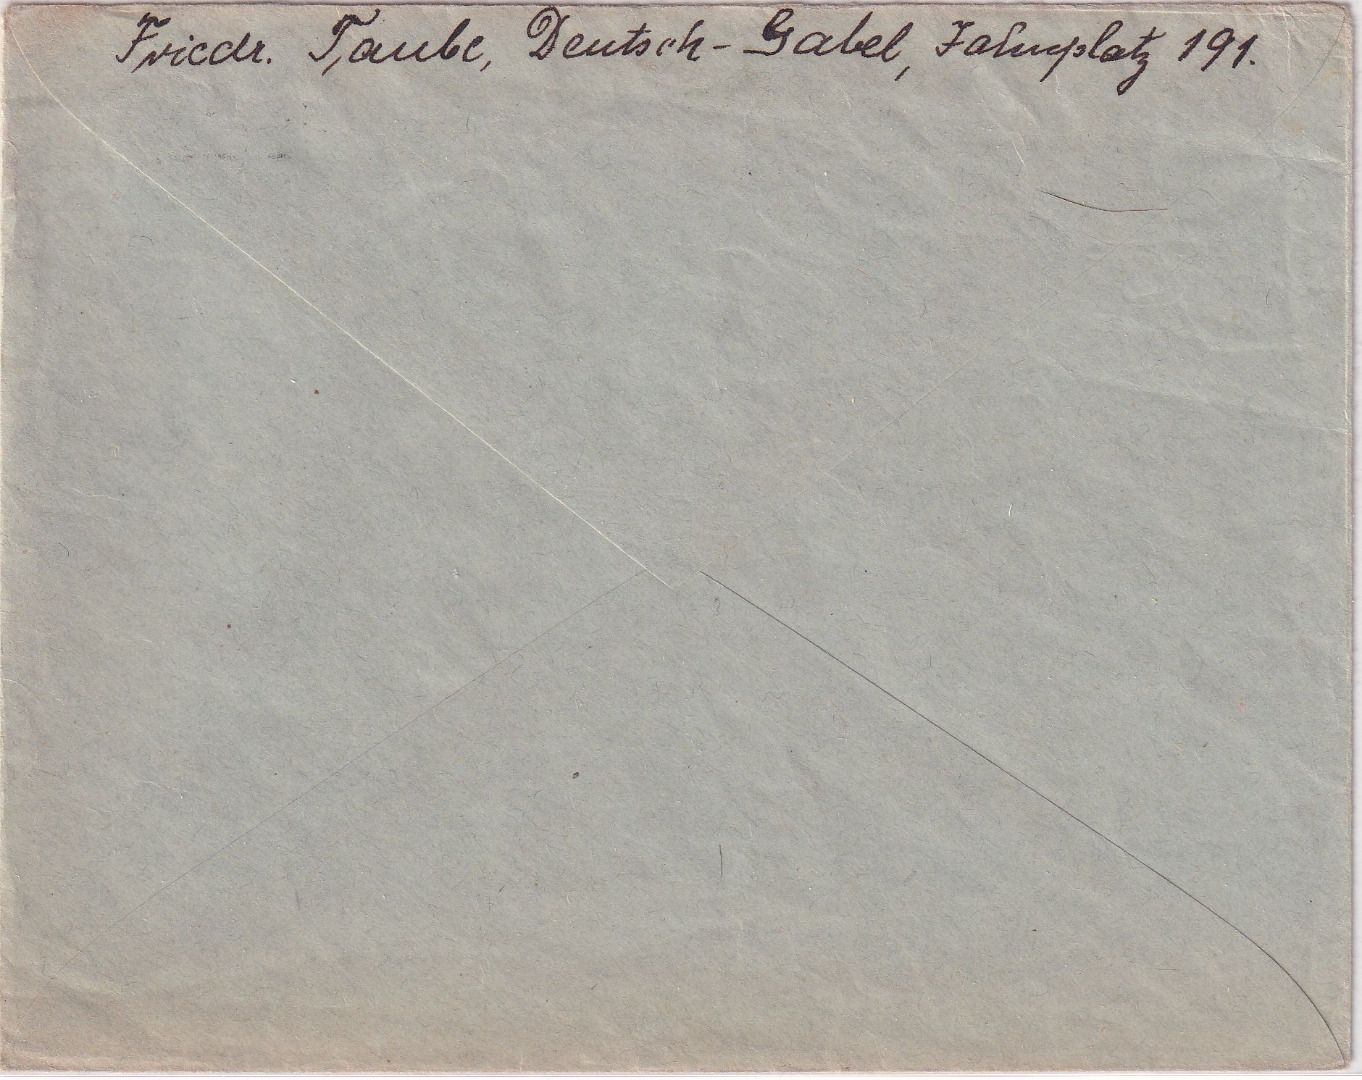 Friedr. Taube, Deutsch-Gabel, Jahnplatz 191.